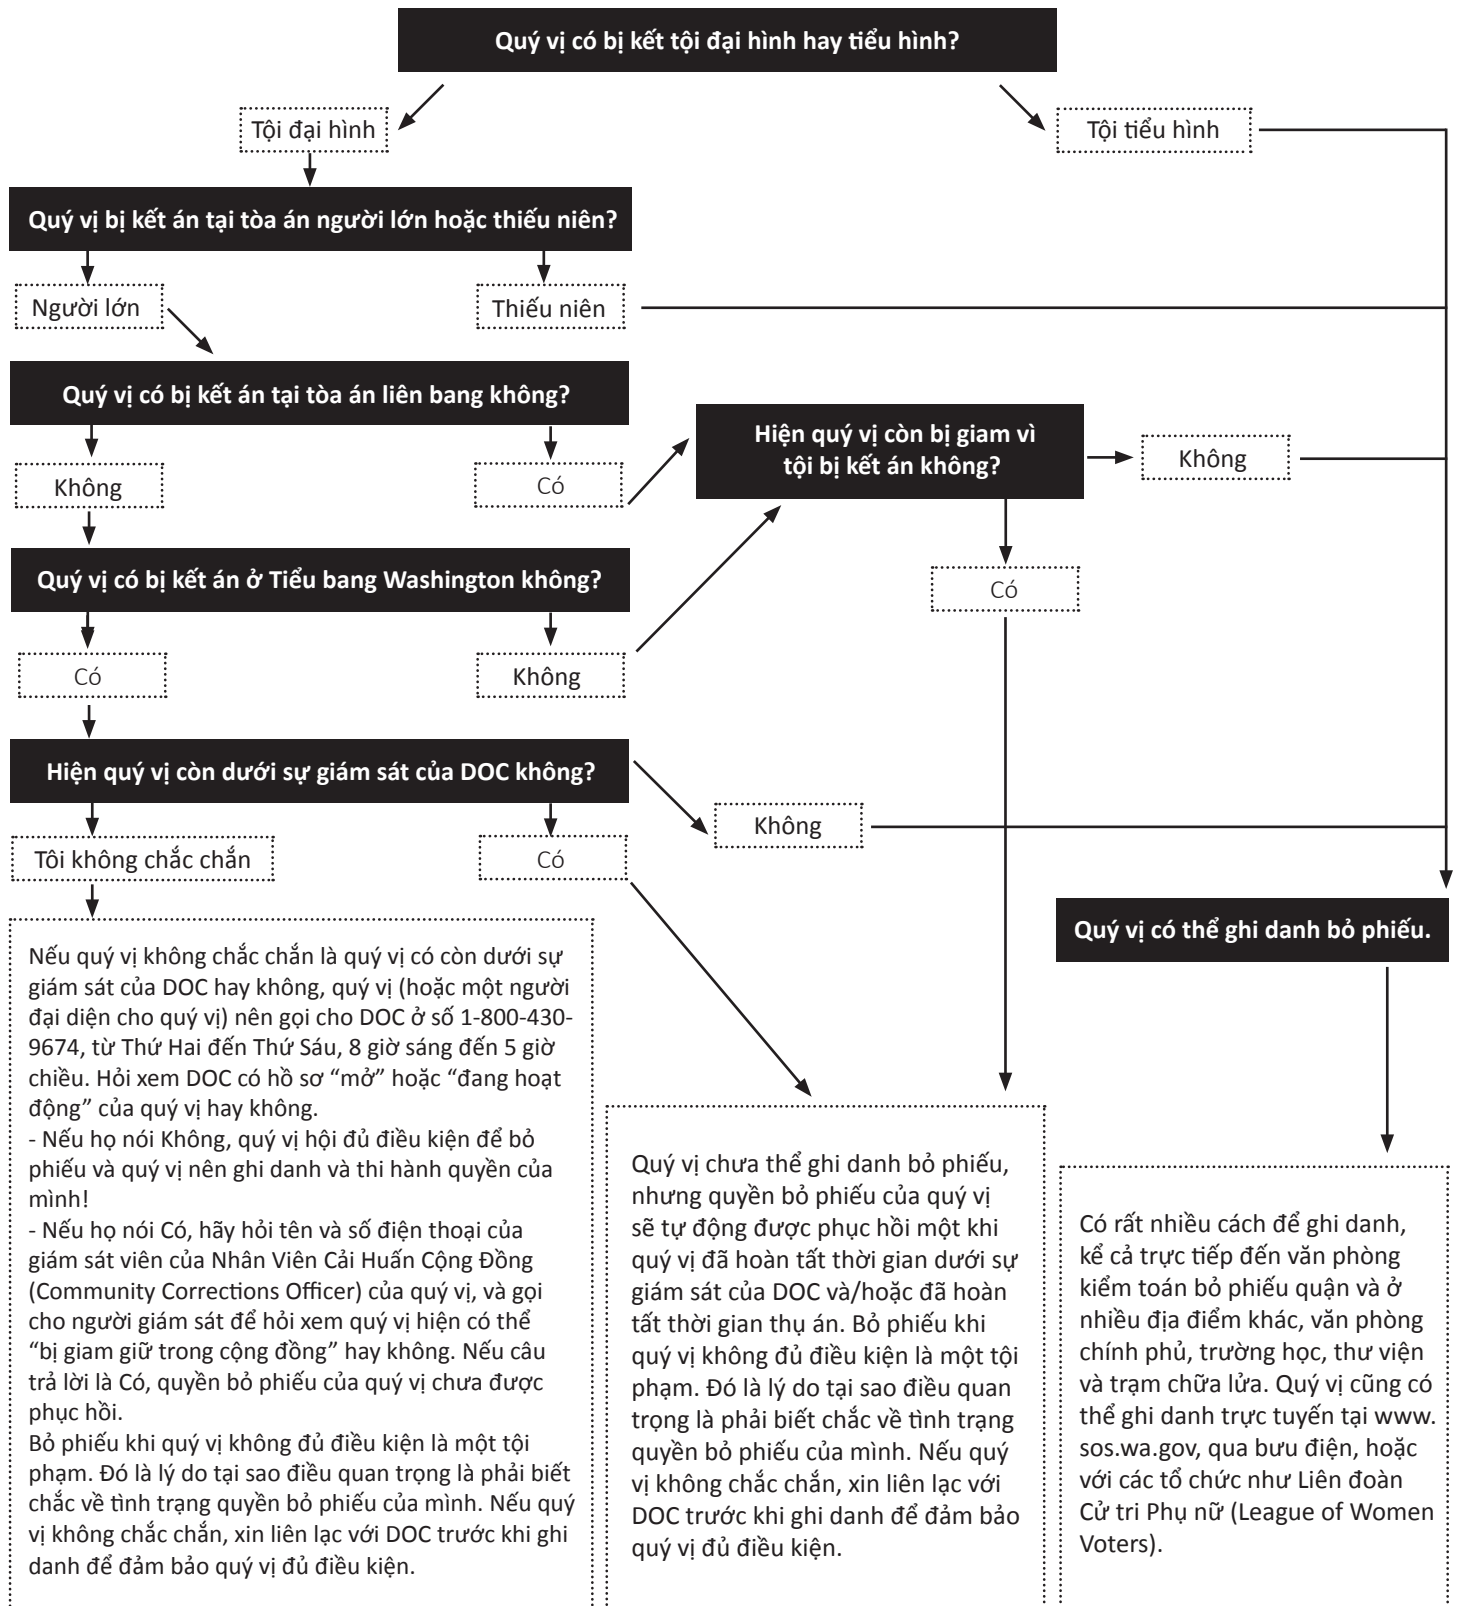 Quý vị có bị kết tội đại hình hay tiểu hình?
Tội đại hình
Tội tiểu hình
Quý vị bị kết án tại tòa án người lớn hoặc thiếu niên?
Người lớn
Thiếu niên
Quý vị có bị kết án tại tòa án liên bang không?
Hiện quý vị còn bị giam vì
tội bị kết án không?
Không
Không
Có
Quý vị có bị kết án ở Tiểu bang Washington không?
Có
Có
Không
Hiện quý vị còn dưới sự giám sát của DOC không?
Không
Tôi không chắc chắn
Có
Quý vị có thể ghi danh bỏ phiếu.
Nếu quý vị không chắc chắn là quý vị có còn dưới sự
giám sát của DOC hay không, quý vị (hoặc một người
đại diện cho quý vị) nên gọi cho DOC ở số 1-800-430-
9674, từ Thứ Hai đến Thứ Sáu, 8 giờ sáng đến 5 giờ
chiều. Hỏi xem DOC có hồ sơ “mở” hoặc “đang hoạt
động” của quý vị hay không.
- Nếu họ nói Không, quý vị hội đủ điều kiện để bỏ
phiếu và quý vị nên ghi danh và thi hành quyền của
mình!
- Nếu họ nói Có, hãy hỏi tên và số điện thoại của
giám sát viên của Nhân Viên Cải Huấn Cộng Đồng
(Community Corrections Officer) của quý vị, và gọi
cho người giám sát để hỏi xem quý vị hiện có thể
“bị giam giữ trong cộng đồng” hay không. Nếu câu
trả lời là Có, quyền bỏ phiếu của quý vị chưa được
phục hồi.
Bỏ phiếu khi quý vị không đủ điều kiện là một tội
phạm. Đó là lý do tại sao điều quan trọng là phải biết
chắc về tình trạng quyền bỏ phiếu của mình. Nếu quý
vị không chắc chắn, xin liên lạc với DOC trước khi ghi
danh để đảm bảo quý vị đủ điều kiện.
Quý vị chưa thể ghi danh bỏ phiếu,
nhưng quyền bỏ phiếu của quý vị
sẽ tự động được phục hồi một khi
quý vị đã hoàn tất thời gian dưới sự
giám sát của DOC và/hoặc đã hoàn
tất thời gian thụ án. Bỏ phiếu khi
quý vị không đủ điều kiện là một tội
phạm. Đó là lý do tại sao điều quan
trọng là phải biết chắc về tình trạng
quyền bỏ phiếu của mình. Nếu quý
vị không chắc chắn, xin liên lạc với
DOC trước khi ghi danh để đảm bảo
quý vị đủ điều kiện.
Có rất nhiều cách để ghi danh,
kể cả trực tiếp đến văn phòng
kiểm toán bỏ phiếu quận và ở
nhiều địa điểm khác, văn phòng
chính phủ, trường học, thư viện
và trạm chữa lửa. Quý vị cũng có
thể ghi danh trực tuyến tại www.
sos.wa.gov, qua bưu điện, hoặc
với các tổ chức như Liên đoàn
Cử tri Phụ nữ (League of Women
Voters).